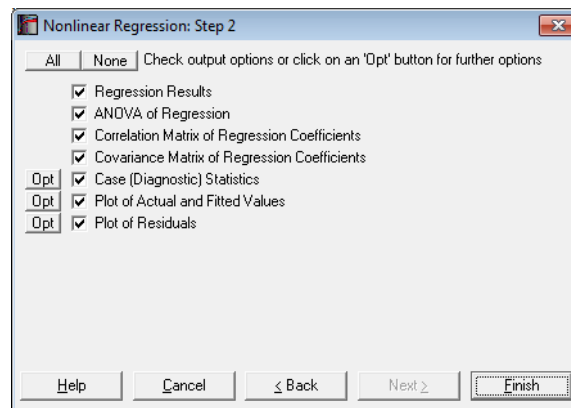 Nonlinear Regression: Step 2
All None Check output options or click on an 'Opt' button for further options
Regression Results
ANOVA of Regression
Correlation Matrix of Regression Coefficients
Covariance Matrix of Regression Coefficients
Opt Case (Diagnostic) Statistics
Opt Plot of Actual and Fitted Values
Opt Plot of Residuals
Help Cancel < Back Next > Finish